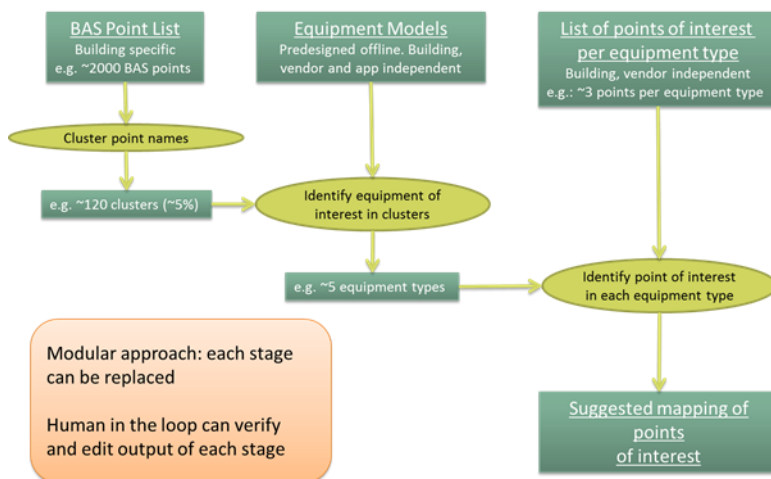 BAS Point List
Building specific
e.g. ~2000 BAS points
Equipment Models
Predesigned offline. Building,
vendor and app independent
List of points of interest
per equipment type
Building, vendor independent
e.g.: ~3 points per equipment type
Cluster point names
e.g. ~120 clusters (~5%)
Identify equipment of
interest in clusters
e.g. ~5 equipment types
Identify point of interest
in each equipment type
Modular approach: each stage
can be replaced
Human in the loop can verify
and edit output of each stage
Suggested mapping of
points
of interest